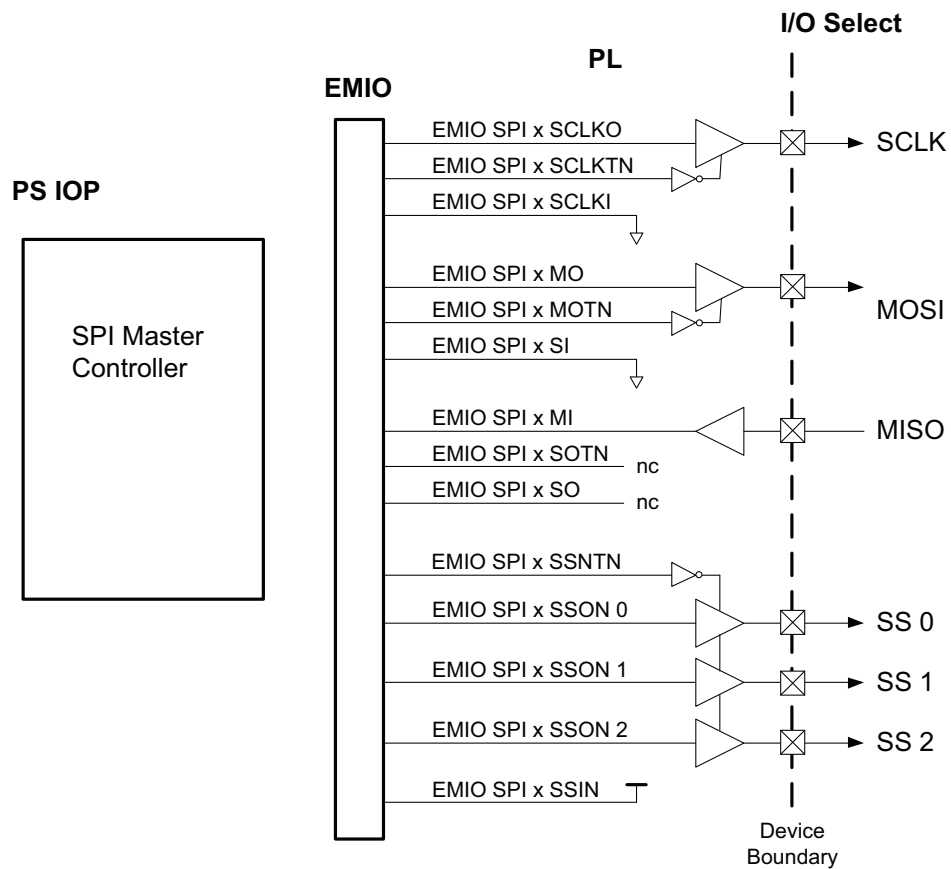 I/O Select
PL
EMIO
PS IOP
SPI Master
Controller
EMIO SPI x SCLKO
SCLK
EMIO SPI x SCLKTN
EMIO SPI x SCLKI
EMIO SPI x MO
MOSI
EMIO SPI x MOTN
EMIO SPI x SI
EMIO SPI x MI
MISO
EMIO SPI x SOTN
nc
EMIO SPI x SO
nc
EMIO SPI x SSNTN
EMIO SPI x SSON 0
SS 0
EMIO SPI x SSON 1
SS 1
EMIO SPI x SSON 2
SS 2
EMIO SPI x SSIN
Device
Boundary